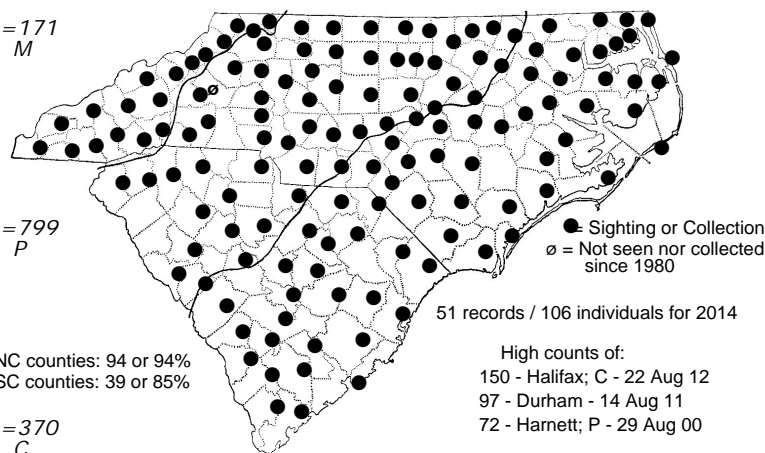 =171
M
=799
P
=370
C
NC counties: 94 or 94%
SC counties: 39 or 85%
ø
= Sighting or Collection
ø = Not seen nor collected
since 1980
51 records / 106 individuals for 2014
High counts of:
150 - Halifax; C - 22 Aug 12
97 - Durham - 14 Aug 11
72 - Harnett; P - 29 Aug 00